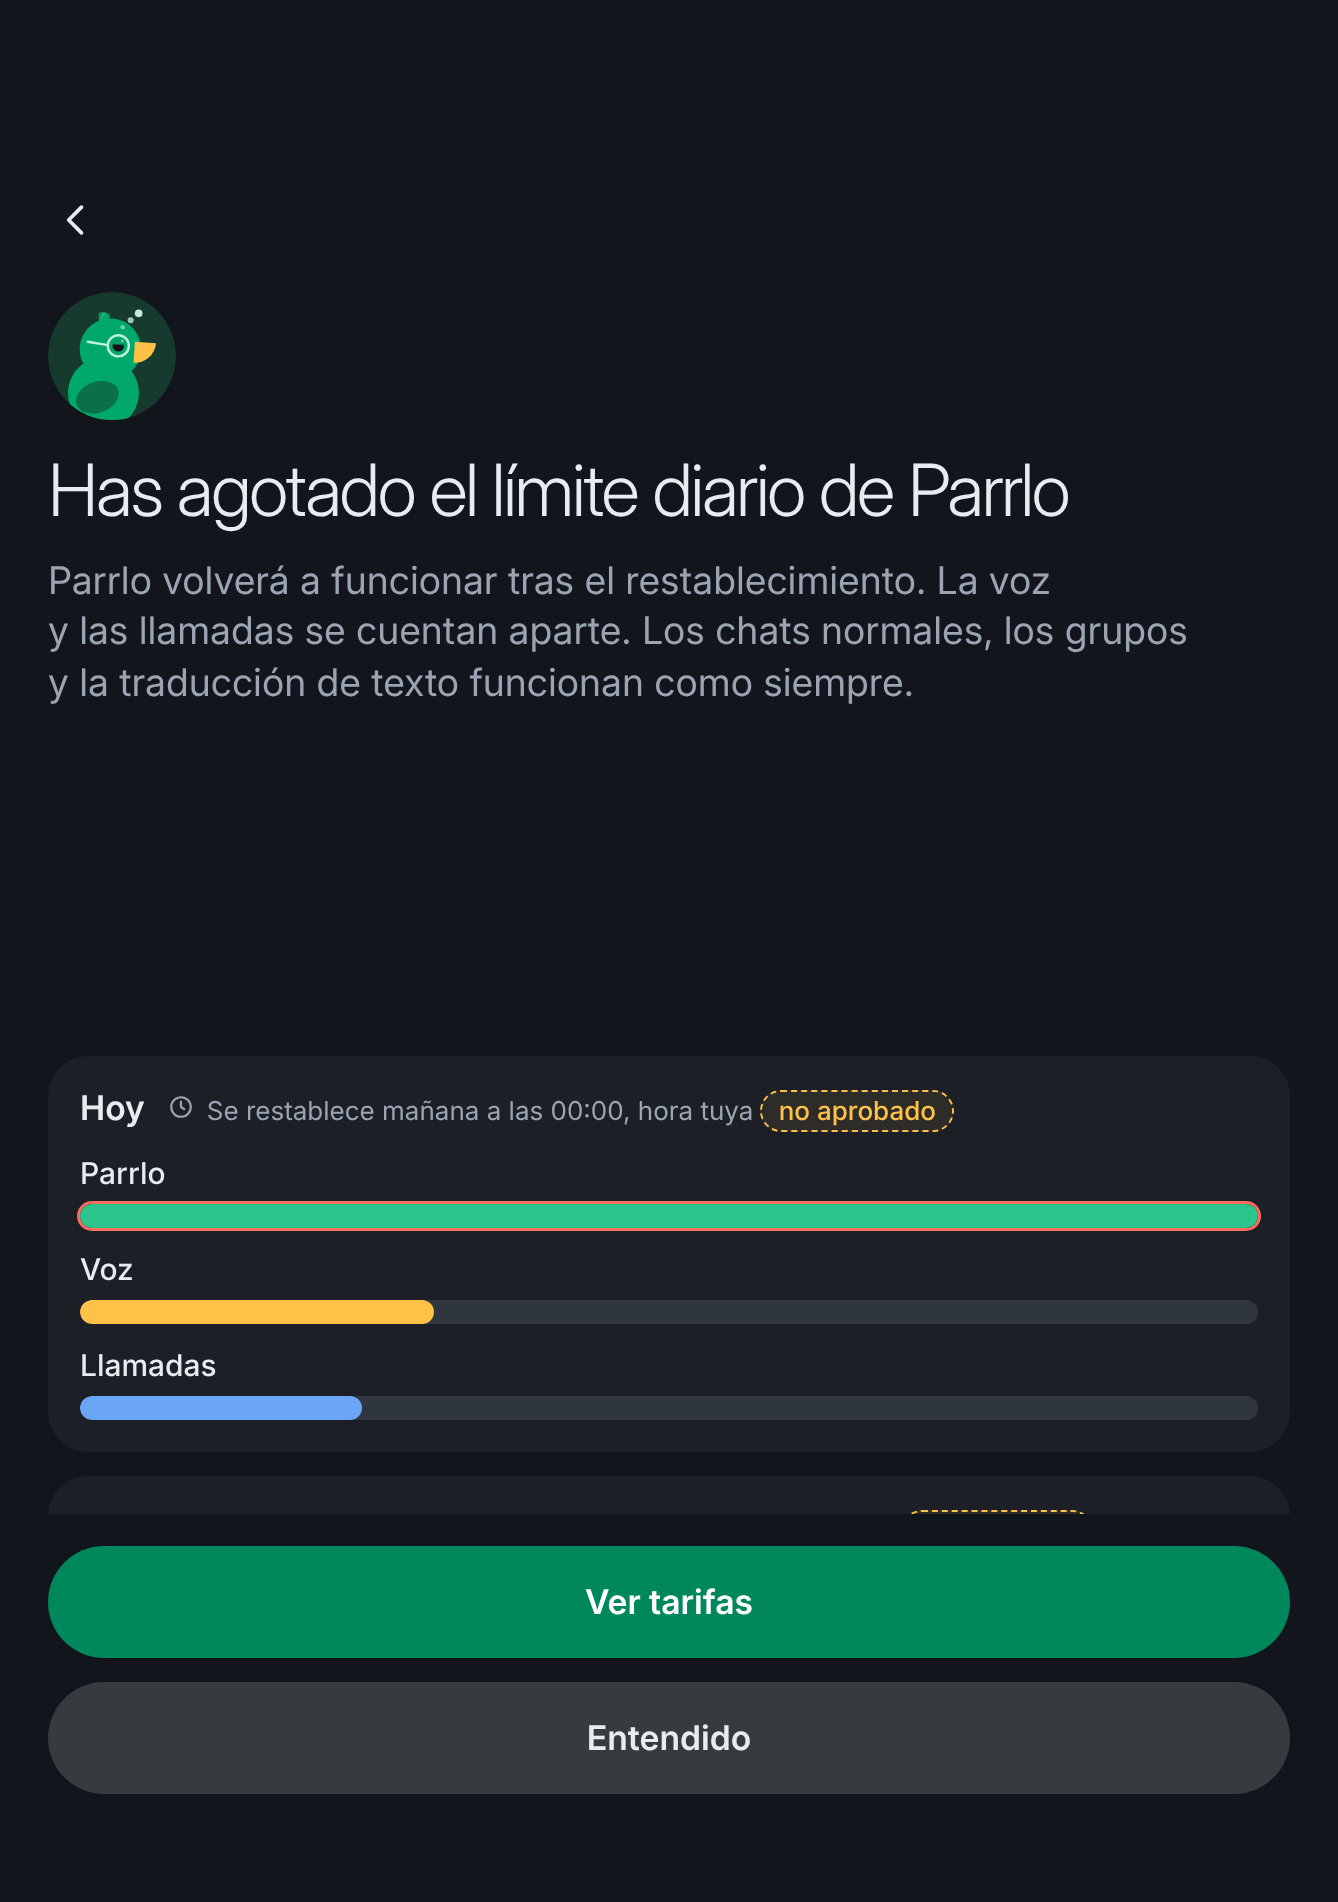 Has agotado el límite diario de Parrlo
Parrlo volverá a funcionar tras el restablecimiento. La voz
y las llamadas se cuentan aparte. Los chats normales, los grupos
y la traducción de texto funcionan como siempre.
Hoy Se restablece mañana a las 00:00, hora tuya no aprobado
Parrlo
Voz
Llamadas
Ver tarifas
Entendido